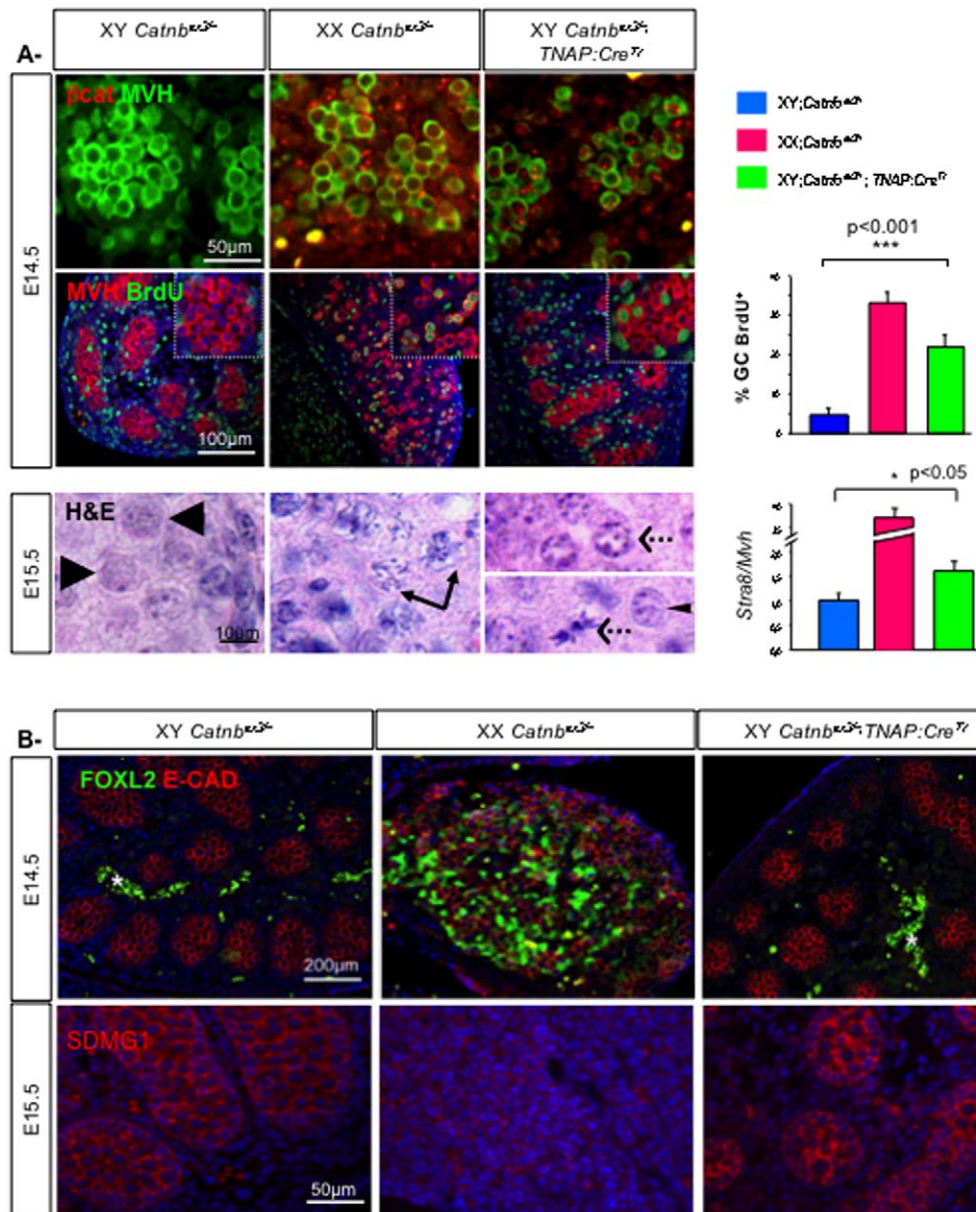 XY Catnb
XX Catnb
XY Catnb
TNAP:Cre
A-
βcat MVH
50µm
MVH BrdU
100µm
E14.5
H&E
10µm
E15.5
XY;Catnb
XX;Catnb
XY;Catnb ; TNAP:Cre
p<0.001
***
% GC BrdU+
* p<0.05
Stra8/Mvh
B-
XY Catnb
XX Catnb
XY Catnb TNAP:Cre
FOXL2 E-CAD
*
*
200µm
E14.5
SDMG1
50µm
E15.5